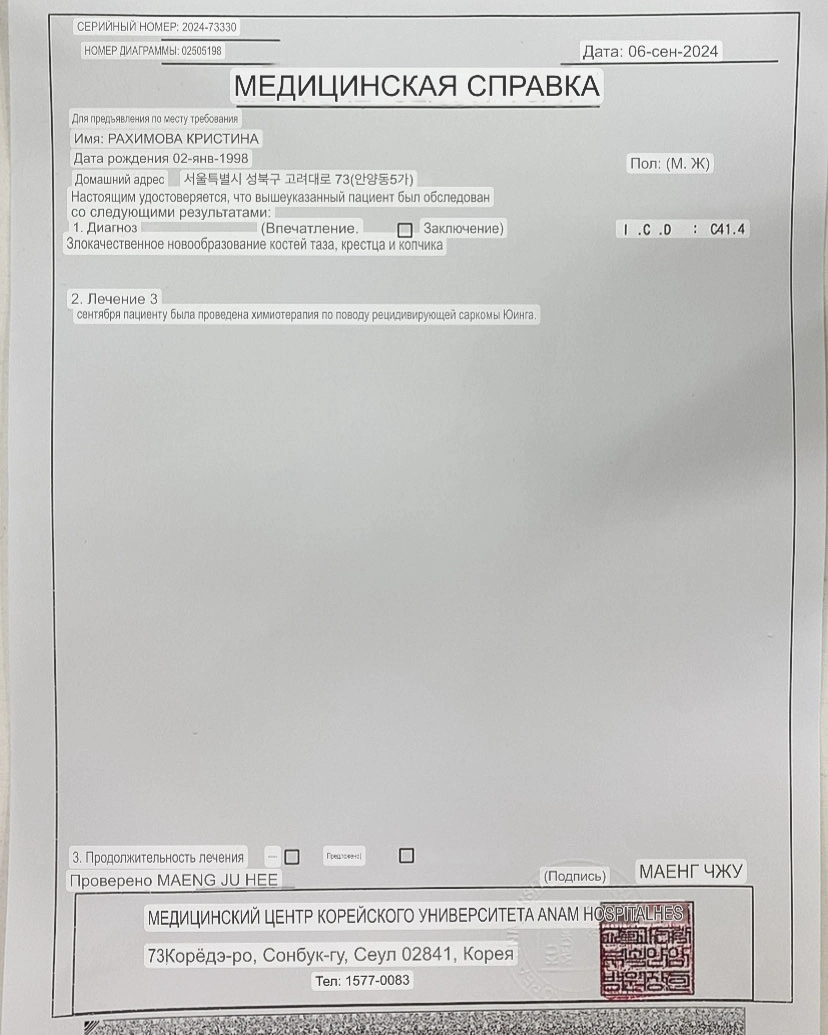 СЕРИЙНЫЙ НОМЕР: 2024-73330
НОМЕР ДИАГРАММЫ: 02505198
Дата: 06-сен-2024
МЕДИЦИНСКАЯ СПРАВКА
Для предъявления по месту требования
Имя: РАХИМОВА КРИСТИНА
Дата рождения 02-янв-1998
Пол: (М. Ж)
Домашний адрес 서울특별시 성북구 고려대로 73(안양동5가)
Настоящим удостоверяется, что вышеуказанный пациент был обследован
со следующими результатами:
1. Диагноз (Впечатление. Заключение) I .C .D : C41.4
Злокачественное новообразование костей таза, крестца и копчика
2. Лечение 3
сентября пациенту была проведена химиотерапия по поводу рецидивирующей саркомы Юинга.
3. Продолжительность лечения
Проверено MAENG JU HEE
(Подпись) МАЕНГ ЧЖУ
МЕДИЦИНСКИЙ ЦЕНТР КОРЕЙСКОГО УНИВЕРСИТЕТА ANAM HOSPITALHES
73Корёдэ-ро, Сонбук-гу, Сеул 02841, Корея
Тел: 1577-0083